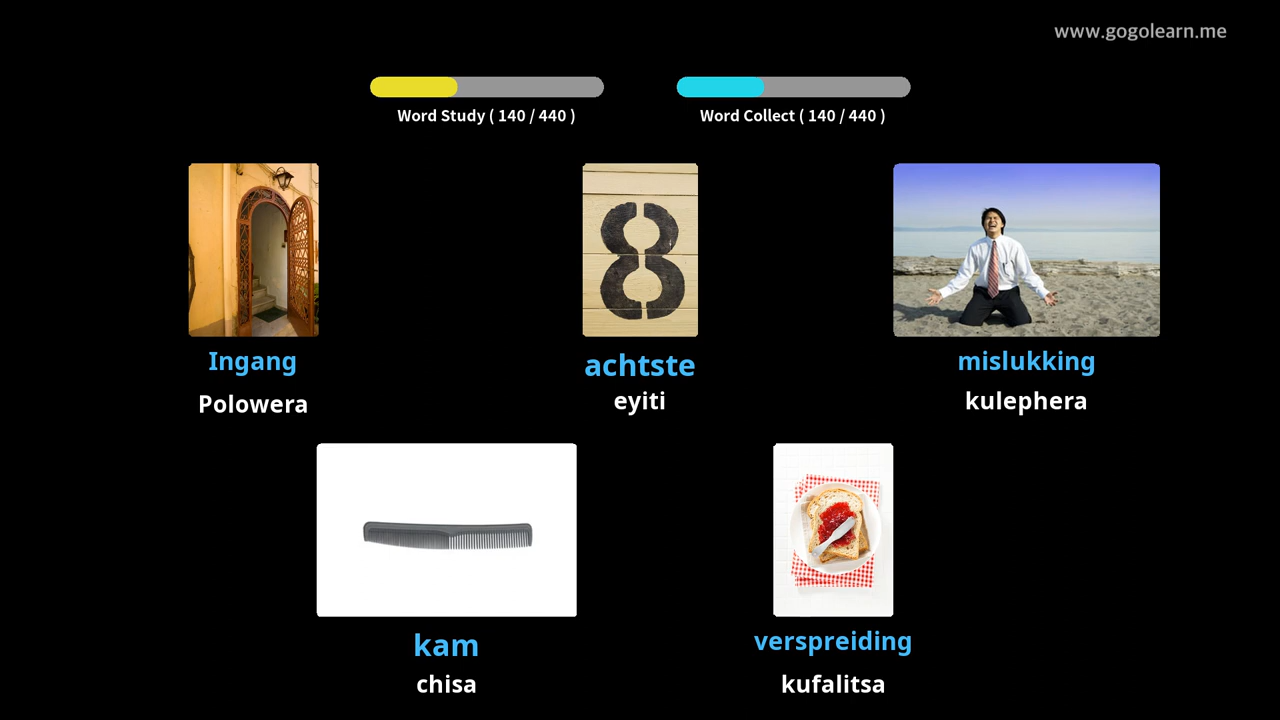 www.gogolearn.me
Word Study ( 140 / 440 )
Word Collect ( 140 / 440 )
8
Ingang
achtste
mislukking
Polowera
eyiti
kulephera
kam
verspreiding
chisa
kufalitsa